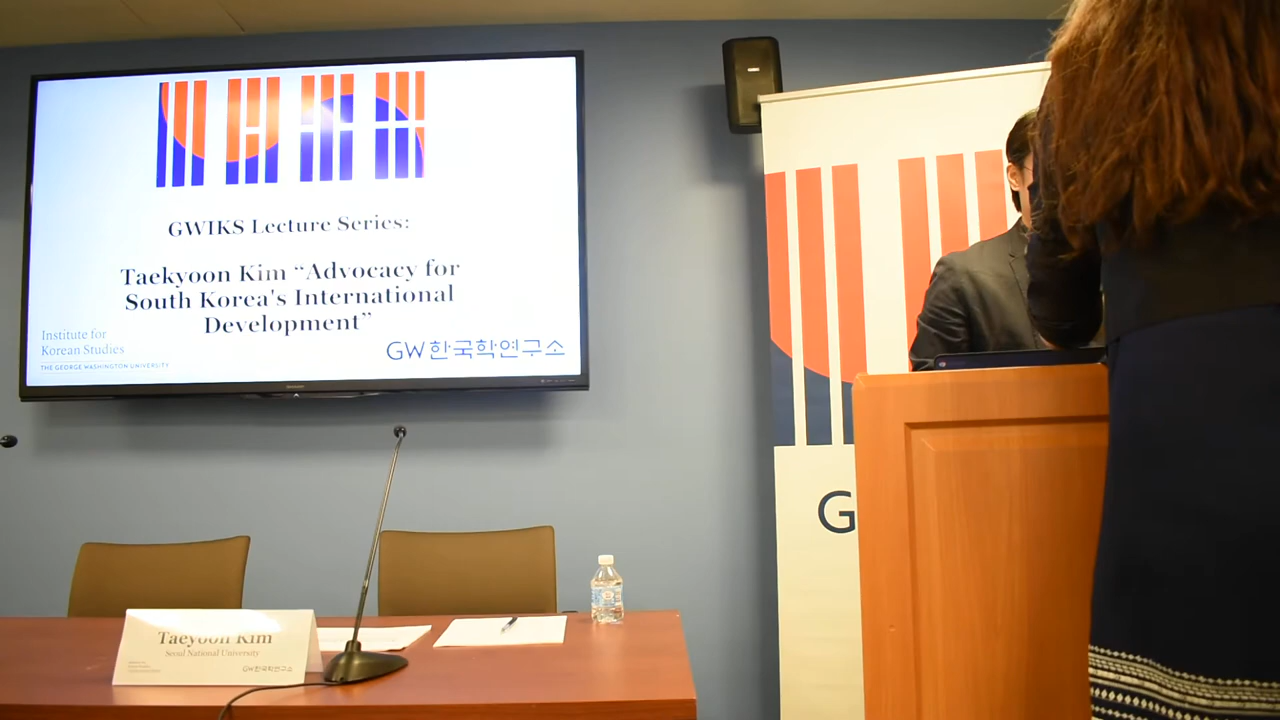 GWIKS Lecture Series:
Taekyoon Kim “Advocacy for
South Korea's International
Development”
Institute for
Korean Studies
THE GEORGE WASHINGTON UNIVERSITY
GW한국학연구소
G
Taeyoon Kim
Seoul National University
GW한국학연구소